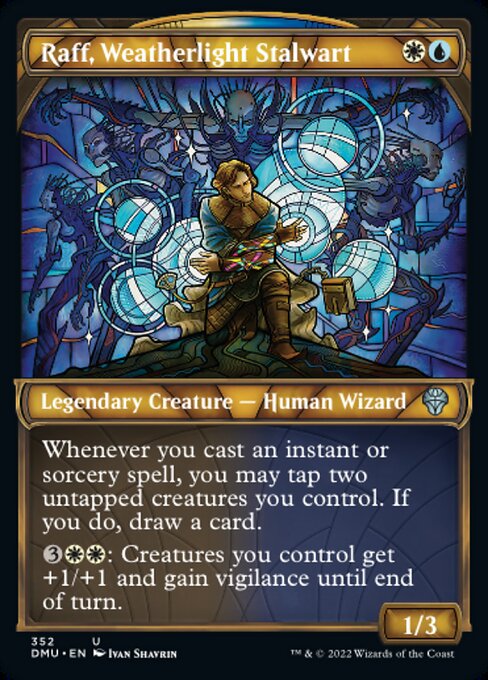 Raff, Weatherlight Stalwart
Legendary Creature — Human Wizard
Whenever you cast an instant or
sorcery spell, you may tap two
untapped creatures you control. If
you do, draw a card.
3: Creatures you control get
+1/+1 and gain vigilance until end
of turn.
1/3
352 U
DMU • EN Ivan Shavrin
™ & © 2022 Wizards of the Coast